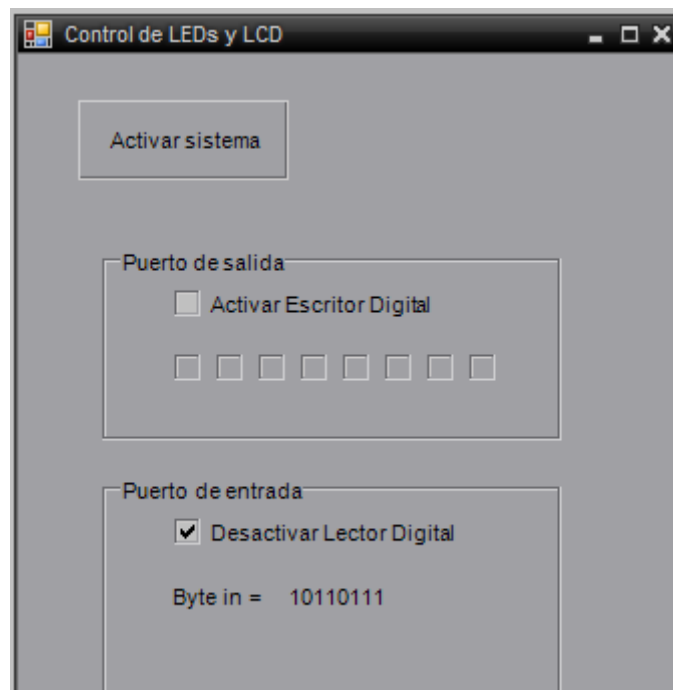 Control de LEDs y LCD
Activar sistema
Puerto de salida
Activar Escritor Digital
Puerto de entrada
Desactivar Lector Digital
Byte in = 10110111